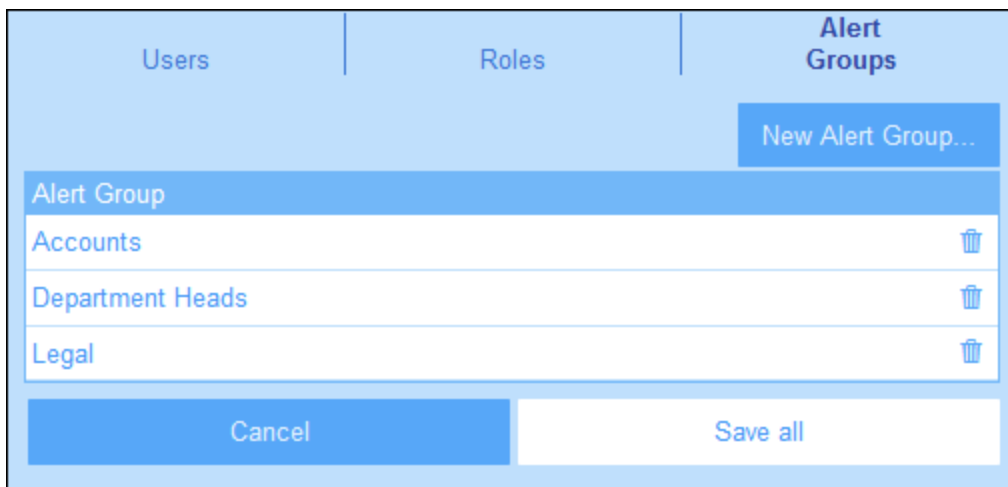 Users
Roles
Alert
Groups
New Alert Group...
Alert Group
Accounts
Department Heads
Legal
Cancel
Save all